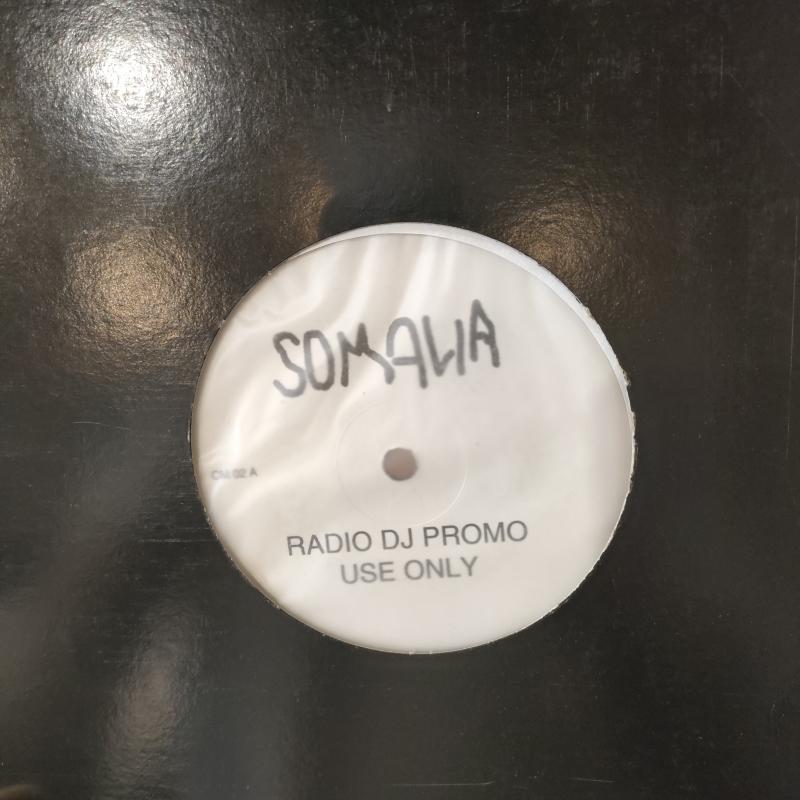 SOMALIA
CM 02 A
RADIO DJ PROMO
USE ONLY